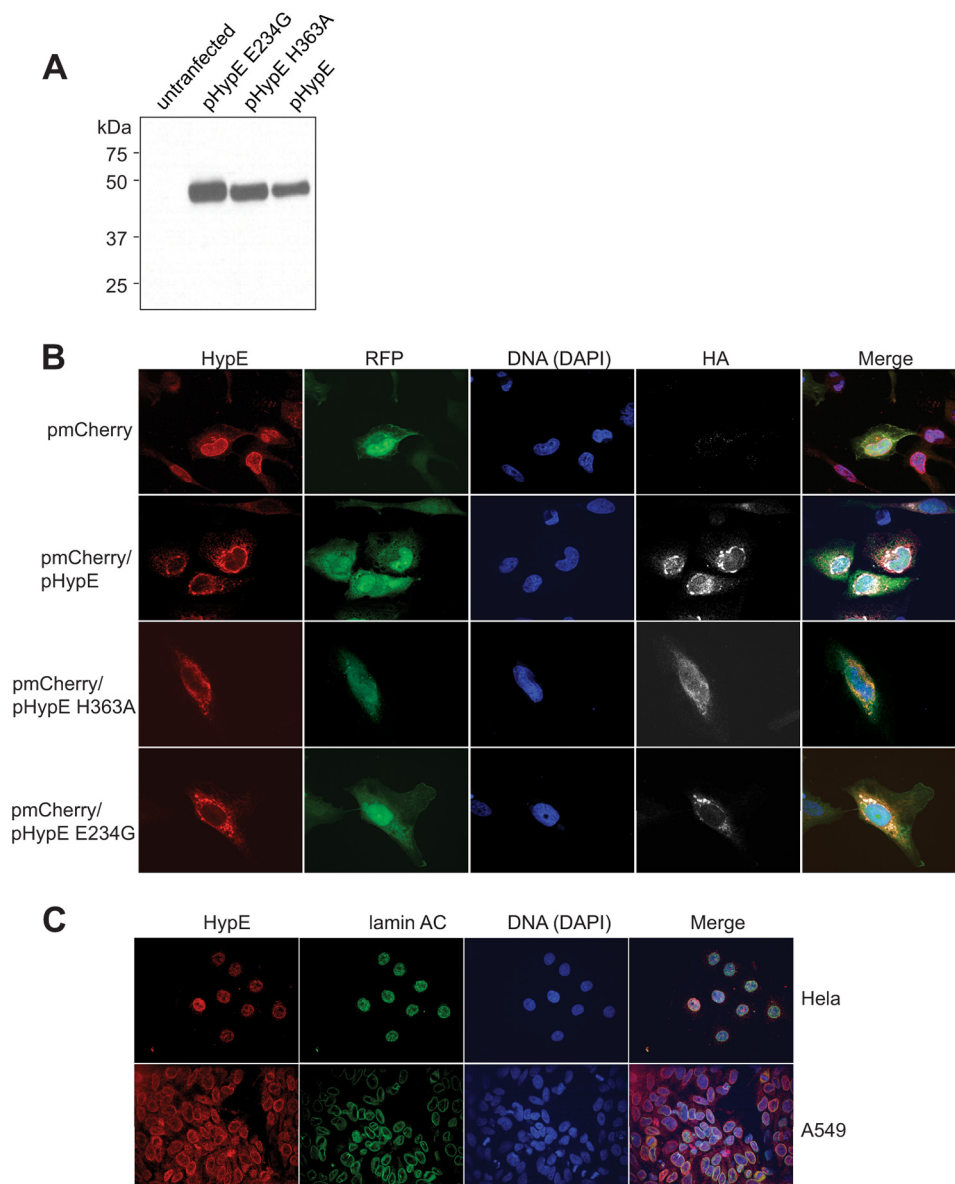 A
untranfected
pHypE E234G
pHypE H363A
pHypE
kDa
75
50
37
25
B
HypE RFP DNA (DAPI) HA Merge
pmCherry
pmCherry/
pHypE
pmCherry/
pHypE H363A
pmCherry/
pHypE E234G
C
HypE lamin AC DNA (DAPI) Merge
Hela
A549